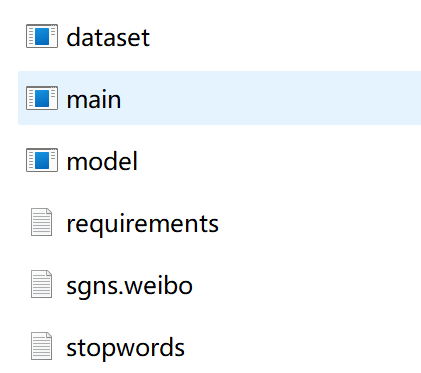 dataset
main
model
requirements
sgns.weibo
stopwords